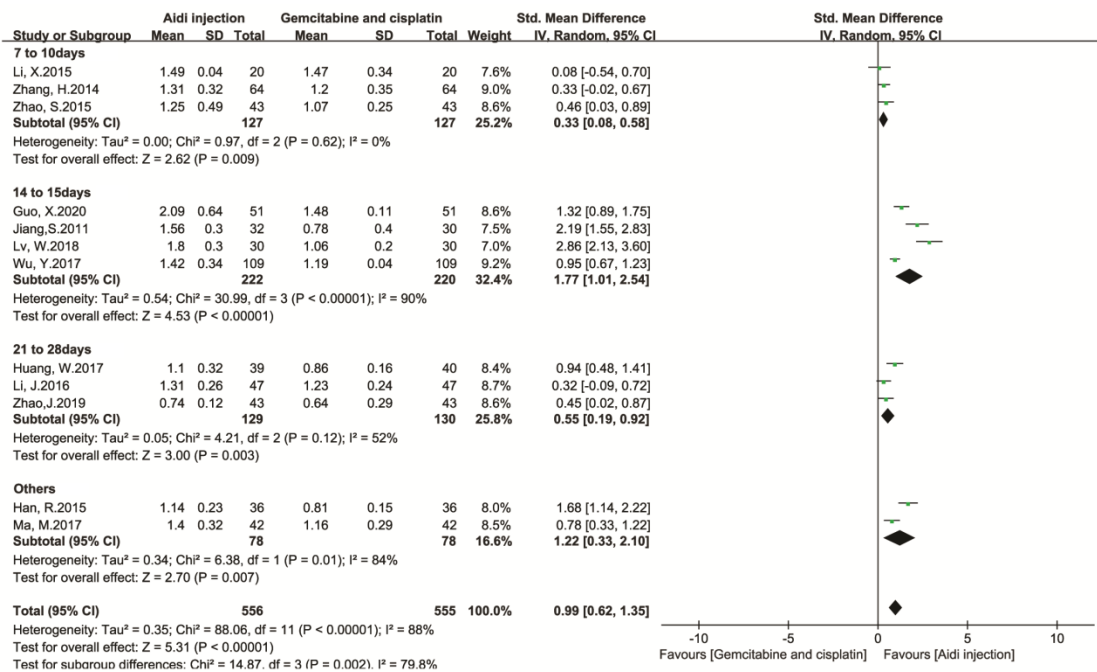 Aidi injection Gemcitabine and cisplatin Std. Mean Difference Std. Mean Difference
Study or Subgroup Mean SD Total Mean SD Total Weight IV, Random, 95% CI IV, Random, 95% CI
7 to 10days
Li, X.2015 1.49 0.04 20 1.47 0.34 20 7.6% 0.08 [-0.54, 0.70]
Zhang, H.2014 1.31 0.32 64 1.2 0.35 64 9.0% 0.33 [-0.02, 0.67]
Zhao, S.2015 1.25 0.49 43 1.07 0.25 43 8.6% 0.46 [0.03, 0.89]
Subtotal (95% CI) 127 127 25.2% 0.33 [0.08, 0.58]
Heterogeneity: Tau² = 0.00; Chi² = 0.97, df = 2 (P = 0.62); I² = 0%
Test for overall effect: Z = 2.62 (P = 0.009)
14 to 15days
Guo, X.2020 2.09 0.64 51 1.48 0.11 51 8.6% 1.32 [0.89, 1.75]
Jiang,S.2011 1.56 0.3 32 0.78 0.4 30 7.5% 2.19 [1.55, 2.83]
Lv, W.2018 1.8 0.3 30 1.06 0.2 30 7.0% 2.86 [2.13, 3.60]
Wu, Y.2017 1.42 0.34 109 1.19 0.04 109 9.2% 0.95 [0.67, 1.23]
Subtotal (95% CI) 222 220 32.4% 1.77 [1.01, 2.54]
Heterogeneity: Tau² = 0.54; Chi² = 30.99, df = 3 (P < 0.00001); I² = 90%
Test for overall effect: Z = 4.53 (P < 0.00001)
21 to 28days
Huang, W.2017 1.1 0.32 39 0.86 0.16 40 8.4% 0.94 [0.48, 1.41]
Li, J.2016 1.31 0.26 47 1.23 0.24 47 8.7% 0.32 [-0.09, 0.72]
Zhao,J.2019 0.74 0.12 43 0.64 0.29 43 8.6% 0.45 [0.02, 0.87]
Subtotal (95% CI) 129 130 25.8% 0.55 [0.19, 0.92]
Heterogeneity: Tau² = 0.05; Chi² = 4.21, df = 2 (P = 0.12); I² = 52%
Test for overall effect: Z = 3.00 (P = 0.003)
Others
Han, R.2015 1.14 0.23 36 0.81 0.15 36 8.0% 1.68 [1.14, 2.22]
Ma, M.2017 1.4 0.32 42 1.16 0.29 42 8.5% 0.78 [0.33, 1.22]
Subtotal (95% CI) 78 78 16.6% 1.22 [0.33, 2.10]
Heterogeneity: Tau² = 0.34; Chi² = 6.38, df = 1 (P = 0.01); I² = 84%
Test for overall effect: Z = 2.70 (P = 0.007)
Total (95% CI) 556 555 100.0% 0.99 [0.62, 1.35]
Heterogeneity: Tau² = 0.35; Chi² = 88.06, df = 11 (P < 0.00001); I² = 88%
Test for overall effect: Z = 5.31 (P < 0.00001)
Test for subgroup differences: Chi² = 14.87, df = 3 (P = 0.002), I² = 79.8%
-10 -5 0 5 10
Favours [Gemcitabine and cisplatin] Favours [Aidi injection]